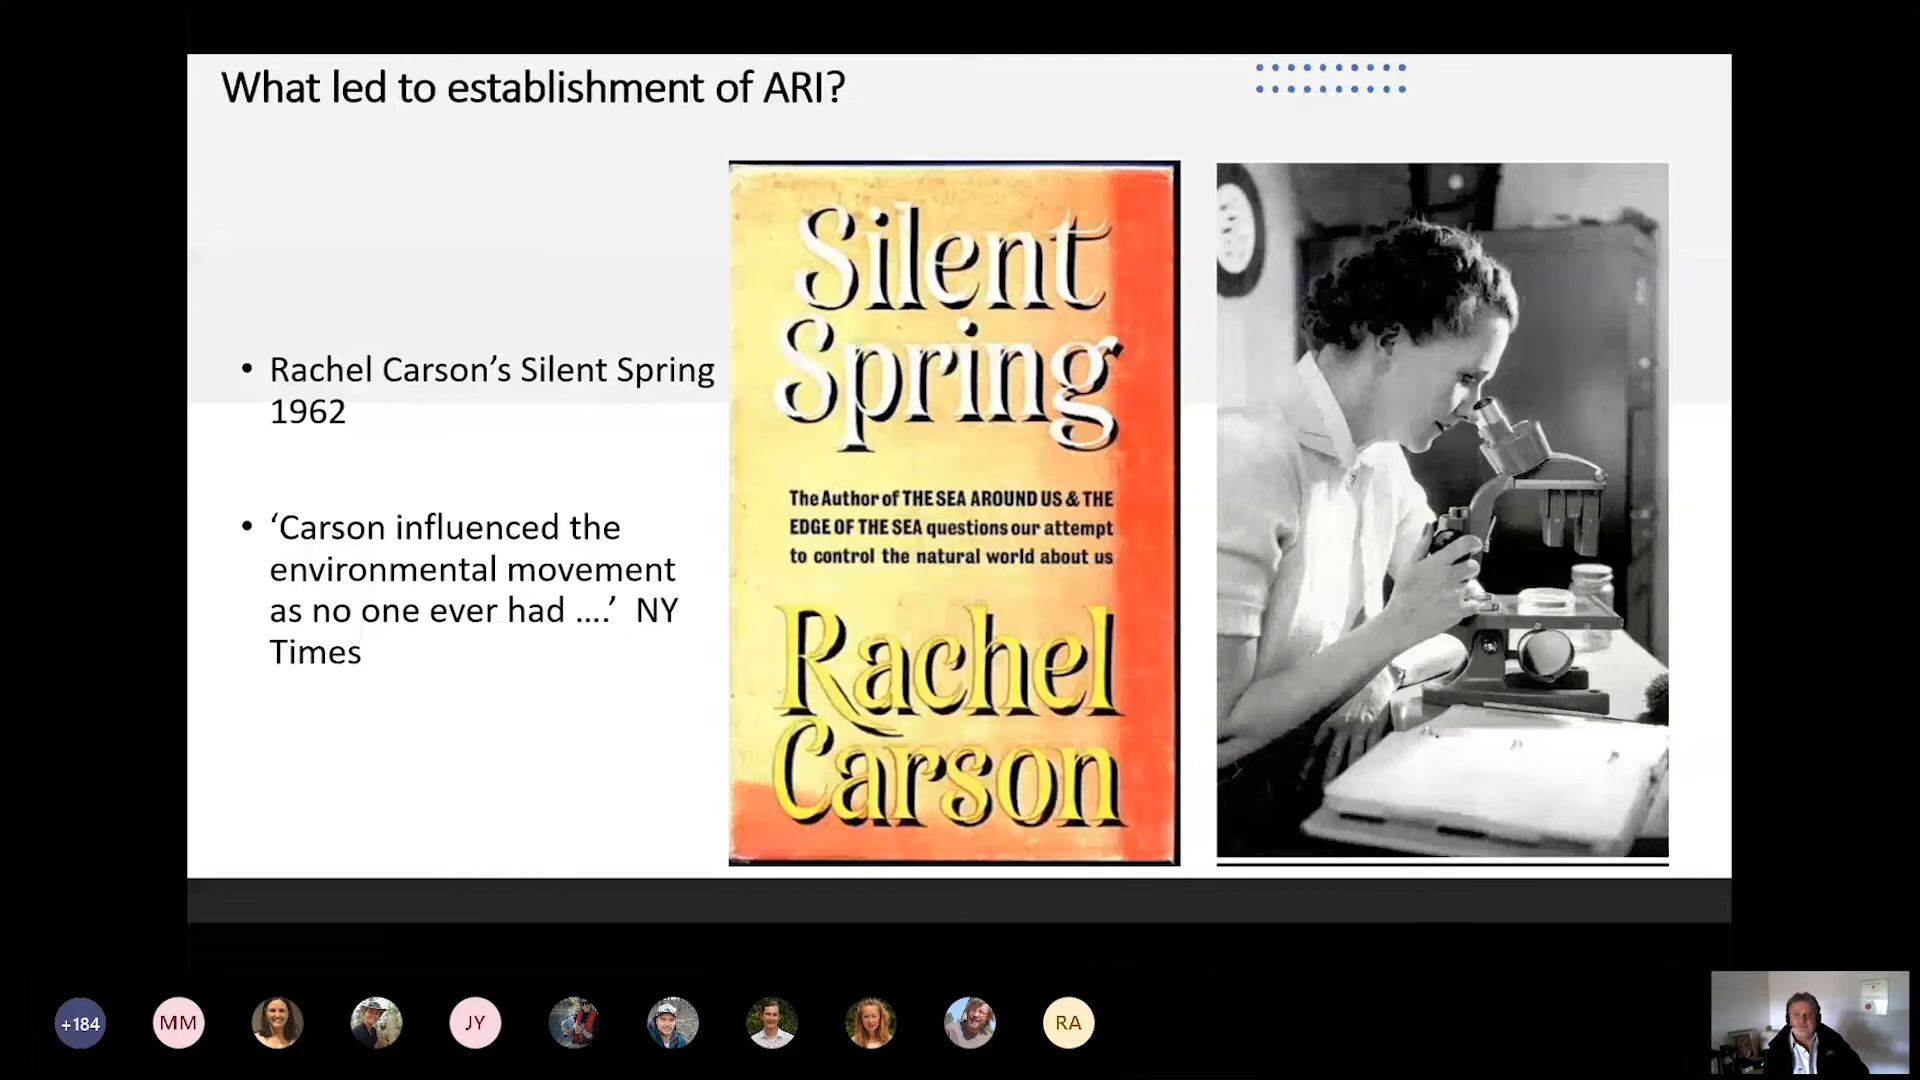 What led to establishment of ARI?
• Rachel Carson’s Silent Spring
1962
• ‘Carson influenced the
environmental movement
as no one ever had ....’ NY
Times
Silent
Spring
The Author of THE SEA AROUND US & THE
EDGE OF THE SEA questions our attempt
to control the natural world about us
Rachel
Carson
+184
MM
JY
RA